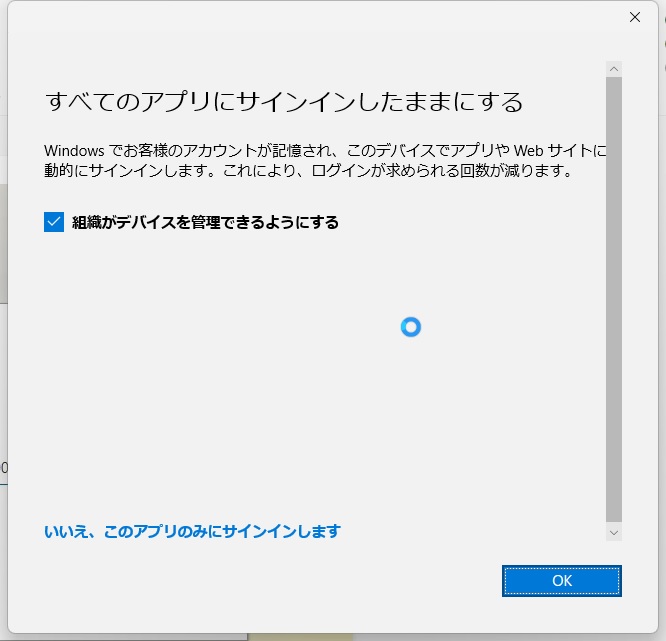 すべてのアプリにサインインしたままにする
Windows でお客様のアカウントが記憶され、このデバイスでアプリや Web サイトに
動的にサインインします。これにより、ログインが求められる回数が減ります。
組織がデバイスを管理できるようにする
いいえ、このアプリのみにサインインします
OK